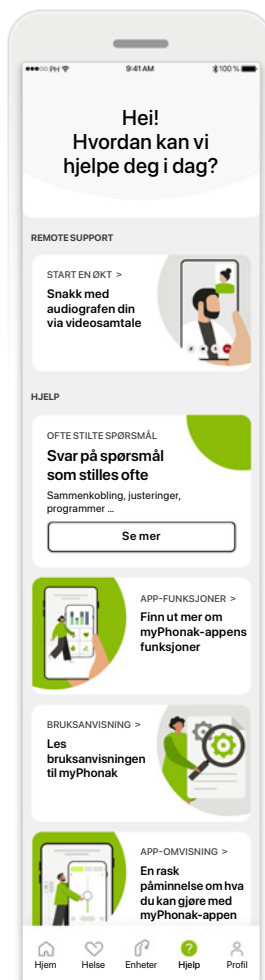 PH 9:41 AM 100 %
Hei!
Hvordan kan vi
hjelpe deg i dag?
REMOTE SUPPORT
START EN ØKT >
Snakk med
audiografen din
via videosamtale
HJELP
OFTE STILTE SPØRSMÅL
Svar på spørsmål
som stilles ofte
Sammenkobling, justeringer,
programmer ...
Se mer
APP-FUNKSJONER >
Finn ut mer om
myPhonak-appens
funksjoner
BRUKSANVISNING >
Les
bruksanvisningen
til myPhonak
APP-OMVISNING >
En rask
påminnelse om hva
du kan gjøre med
myPhonak-appen
Hjem Helse Enheter Hjelp Profil